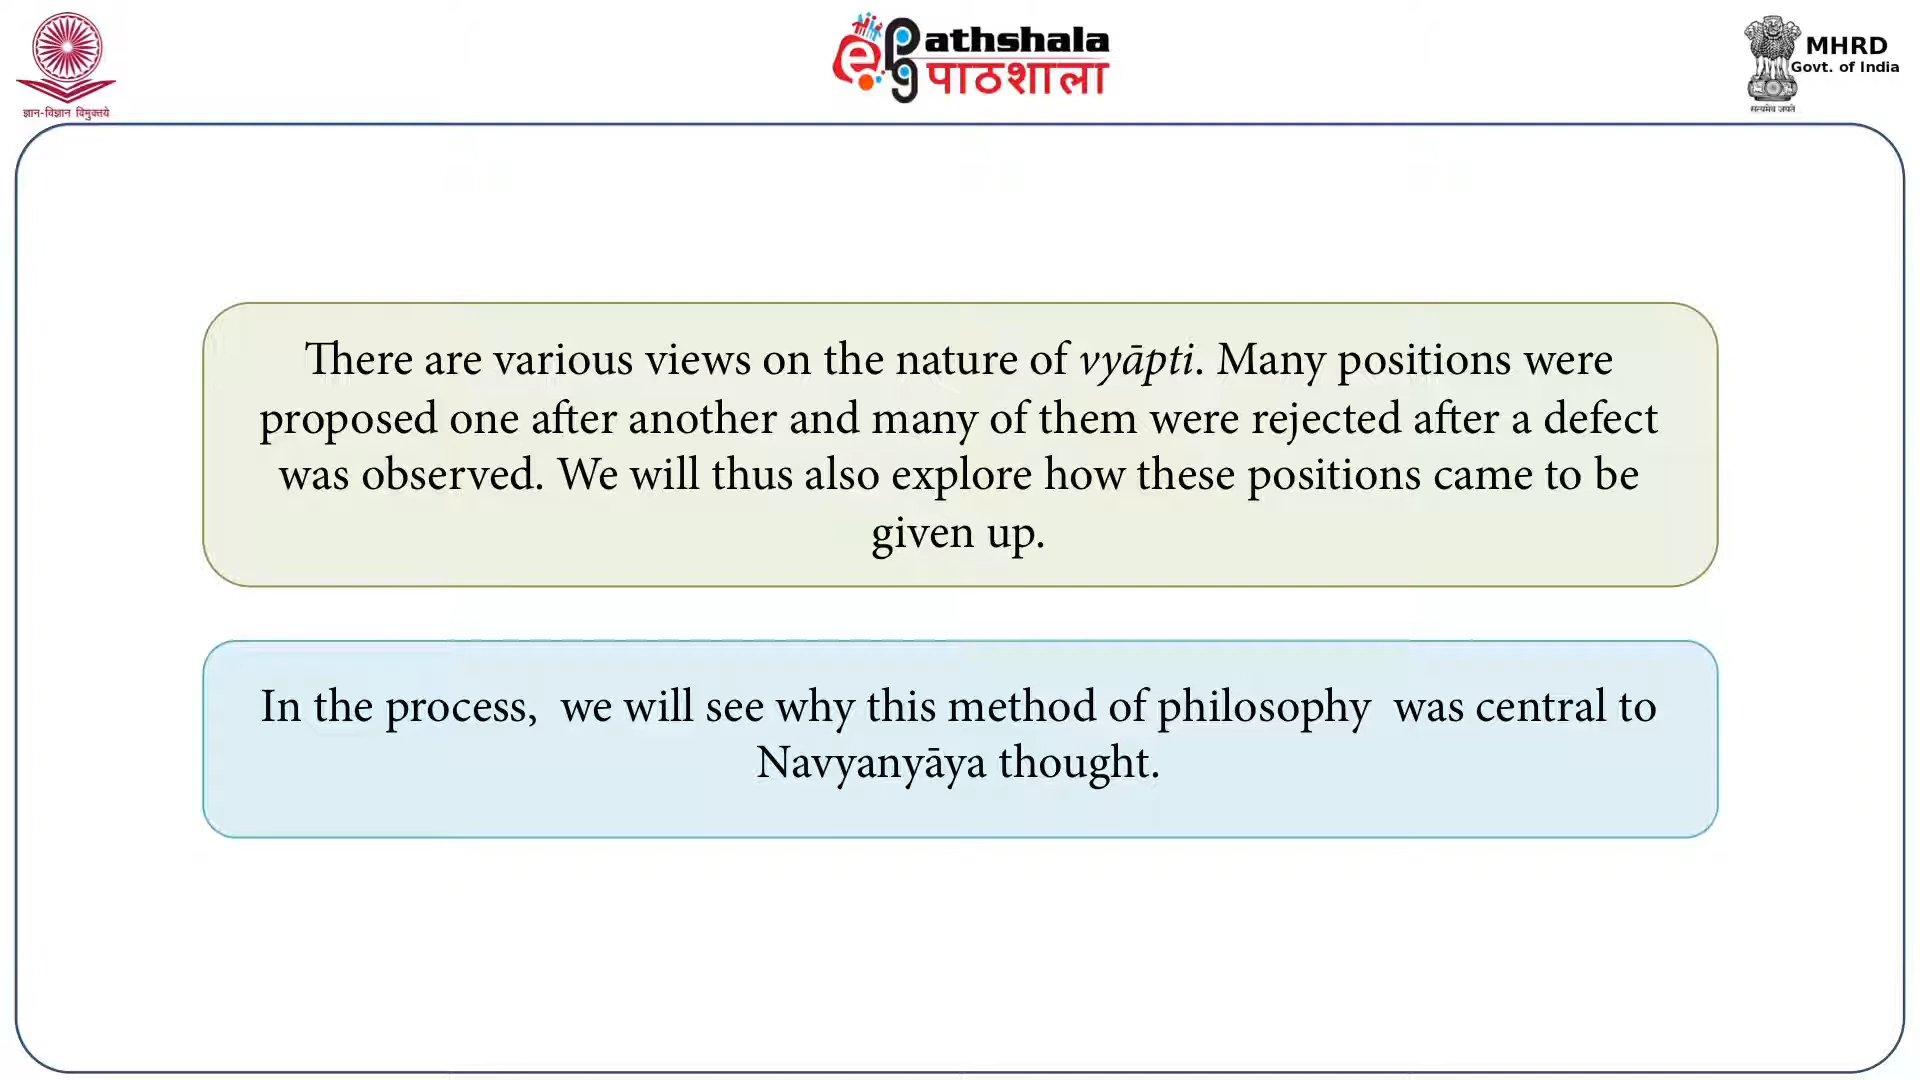 ज्ञान-विज्ञान विमुक्तये
e pg Pathshala
पाठशाला
MHRD
Govt. of India
सत्यमेव जयते
There are various views on the nature of vyāpti. Many positions were
proposed one after another and many of them were rejected after a defect
was observed. We will thus also explore how these positions came to be
given up.
In the process, we will see why this method of philosophy was central to
Navyanyāya thought.